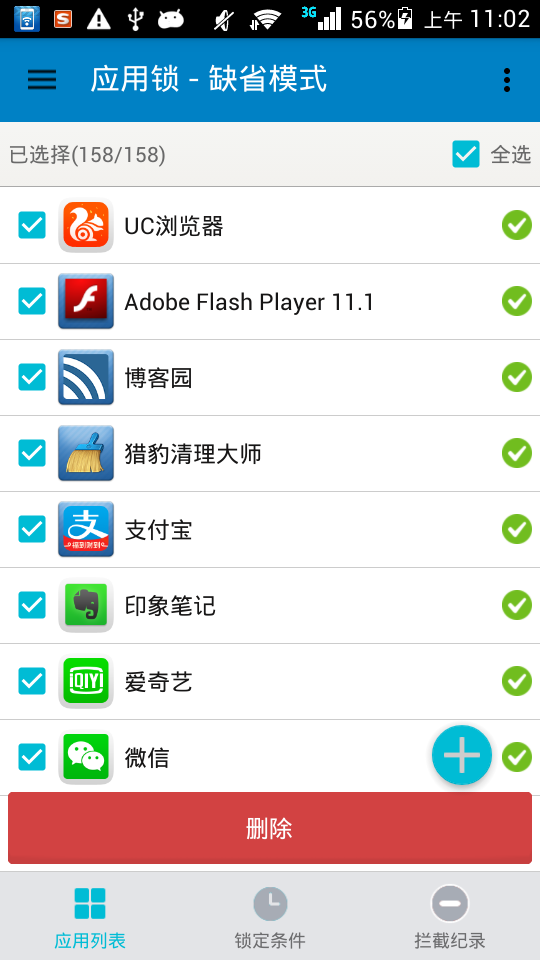 3G 56% 上午 11:02
应用锁 - 缺省模式
已选择(158/158) 全选
UC浏览器
Adobe Flash Player 11.1
博客园
猎豹清理大师
支
支付宝
印象笔记
iQIYI
爱奇艺
微信
删除
应用列表 锁定条件 拦截纪录